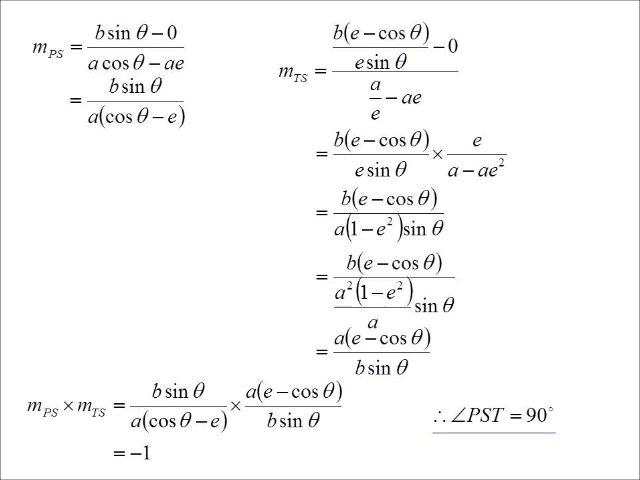 m_PS = (b sin θ − 0)/(a cos θ − ae)
= (b sin θ)/(a(cos θ − e))
m_TS = ((b(e − cos θ))/(e sin θ) − 0)/(a/e − ae)
= (b(e − cos θ))/(e sin θ) × e/(a − ae²)
= (b(e − cos θ))/(a(1 − e²) sin θ)
= (b(e − cos θ))/((a²(1 − e²))/a sin θ)
= (a(e − cos θ))/(b sin θ)
m_PS × m_TS = (b sin θ)/(a(cos θ − e)) × (a(e − cos θ))/(b sin θ)
= −1
∴ ∠PST = 90°